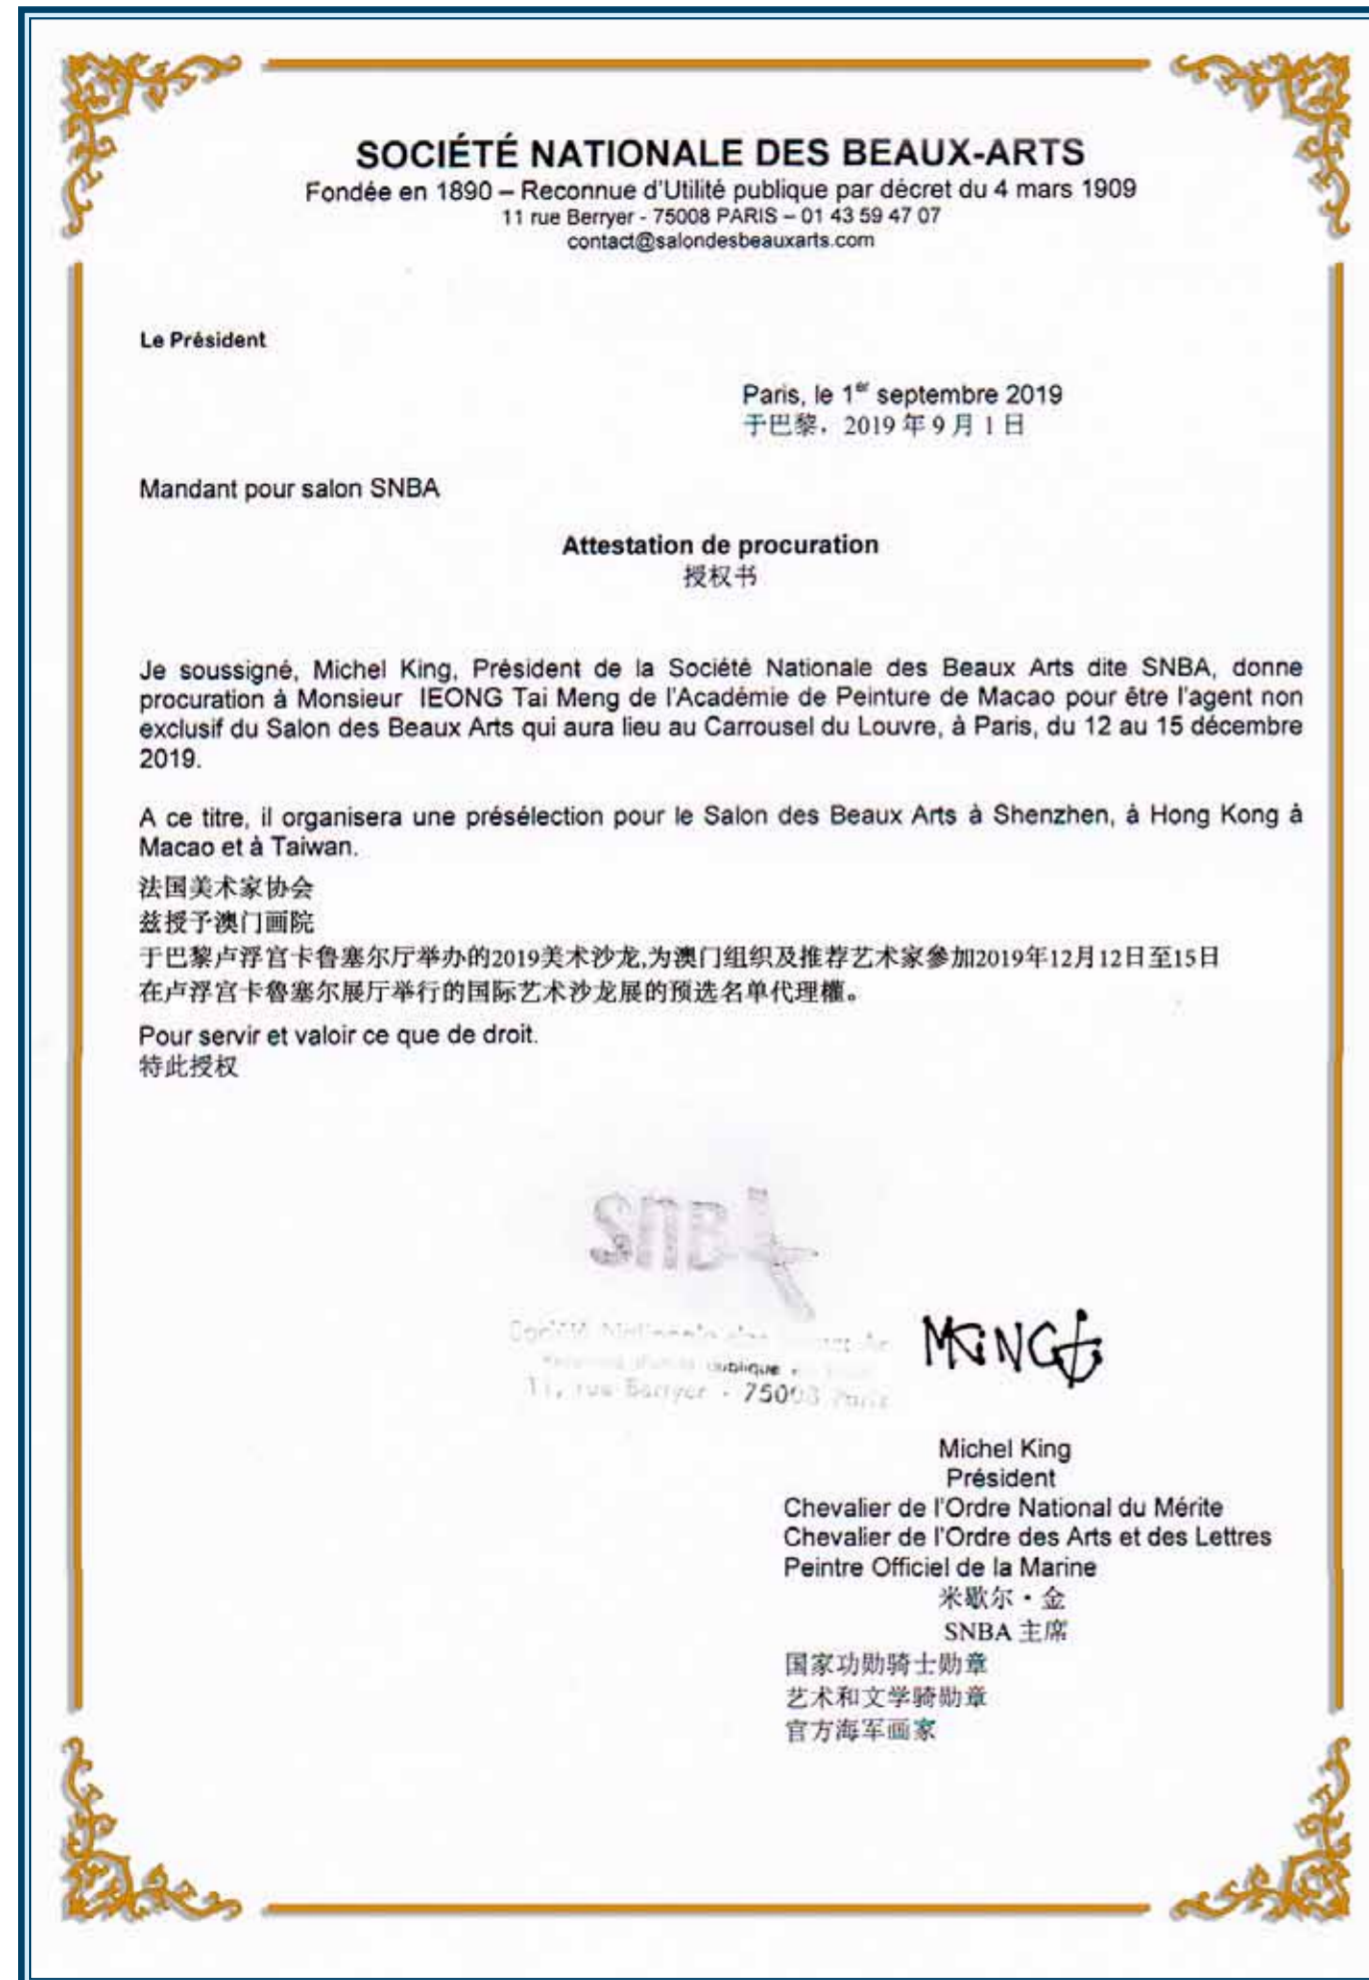 SOCIÉTÉ NATIONALE DES BEAUX-ARTS
Fondée en 1890 – Reconnue d'Utilité publique par décret du 4 mars 1909
11 rue Berryer - 75008 PARIS – 01 43 59 47 07
contact@salondesbeauxarts.com
Le Président
Paris, le 1er septembre 2019
于巴黎，2019 年 9 月 1 日
Mandant pour salon SNBA
Attestation de procuration
授权书
Je soussigné, Michel King, Président de la Société Nationale des Beaux Arts dite SNBA, donne
procuration à Monsieur IEONG Tai Meng de l'Académie de Peinture de Macao pour être l'agent non
exclusif du Salon des Beaux Arts qui aura lieu au Carrousel du Louvre, à Paris, du 12 au 15 décembre
2019.
A ce titre, il organisera une présélection pour le Salon des Beaux Arts à Shenzhen, à Hong Kong à
Macao et à Taiwan.
法国美术家协会
兹授予澳门画院
于巴黎卢浮宫卡鲁塞尔厅举办的2019美术沙龙,为澳门组织及推荐艺术家参加2019年12月12日至15日
在卢浮宫卡鲁塞尔展厅举行的国际艺术沙龙展的预选名单代理權。
Pour servir et valoir ce que de droit.
特此授权
SNBA
publique
11, rue Berryer - 75008 Paris
MKING
Michel King
Président
Chevalier de l'Ordre National du Mérite
Chevalier de l'Ordre des Arts et des Lettres
Peintre Officiel de la Marine
米歇尔・金
SNBA 主席
国家功勋骑士勋章
艺术和文学骑勋章
官方海军画家